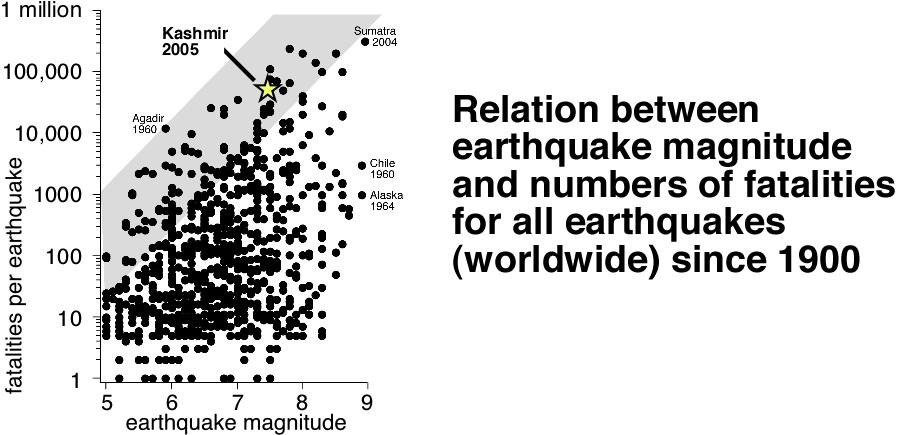 1 million
100,000
10,000
1000
100
10
1
fatalities per earthquake
5 6 7 8 9
earthquake magnitude
Kashmir
2005
Sumatra
2004
Agadir
1960
Chile
1960
Alaska
1964
Relation between
earthquake magnitude
and numbers of fatalities
for all earthquakes
(worldwide) since 1900